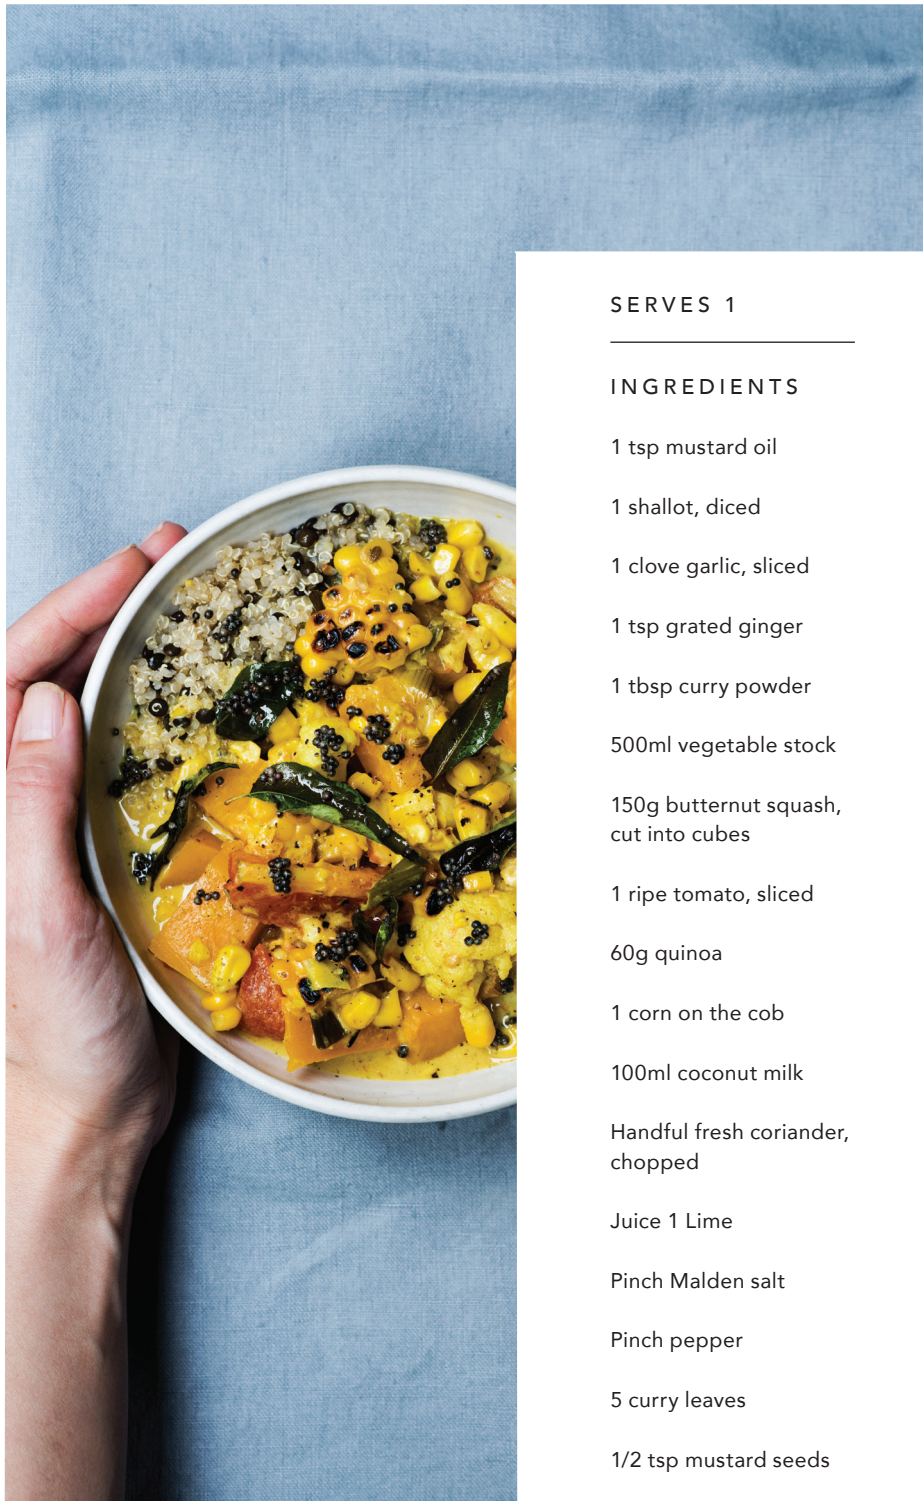 SERVES 1
INGREDIENTS
1 tsp mustard oil
1 shallot, diced
1 clove garlic, sliced
1 tsp grated ginger
1 tbsp curry powder
500ml vegetable stock
150g butternut squash,
cut into cubes
1 ripe tomato, sliced
60g quinoa
1 corn on the cob
100ml coconut milk
Handful fresh coriander,
chopped
Juice 1 Lime
Pinch Malden salt
Pinch pepper
5 curry leaves
1/2 tsp mustard seeds